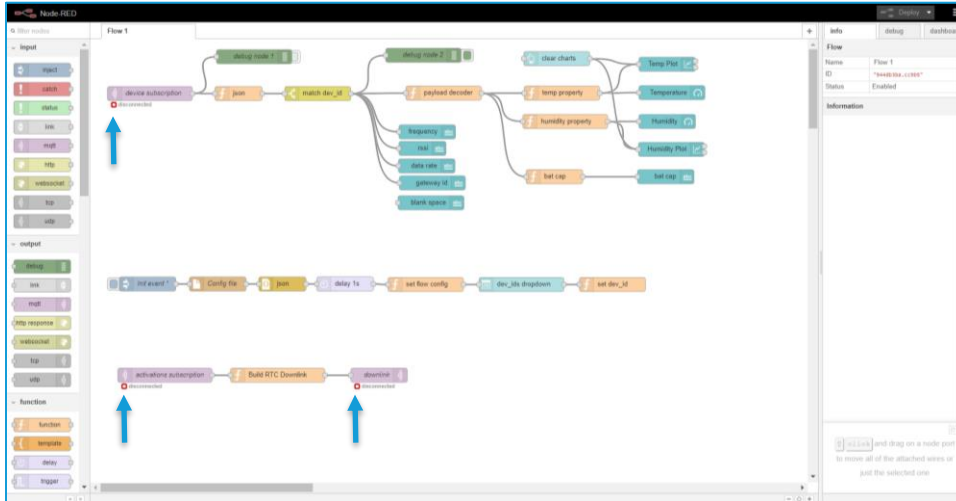 Node-RED
Deploy
filter nodes
Flow 1
info
debug
dashboard
input
inject
catch
status
link
mqtt
http
websocket
tcp
udp
output
debug
link
mqtt
http response
websocket
tcp
udp
function
function
template
delay
trigger
debug node 1
debug node 2
clear charts
Temp Plot
device subscription
disconnected
json
match dev_id
payload decoder
temp property
Temperature
frequency
humidity property
Humidity
rssi
data rate
Humidity Plot
gateway id
bat cap
bat cap
blank space
Config file
json
delay 1s
set flow config
dev_ids dropdown
set dev_id
activations subscription
disconnected
Build RTC Downlink
downlink
disconnected
Flow
Name Flow 1
ID
Status Enabled
Information
and drag on a node port
to move all of the attached wires or
just the selected one